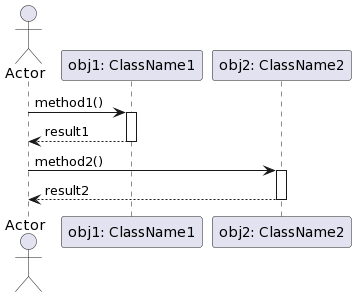 Actor
obj1: ClassName1
obj2: ClassName2
method1()
result1
method2()
result2
Actor
obj1: ClassName1
obj2: ClassName2